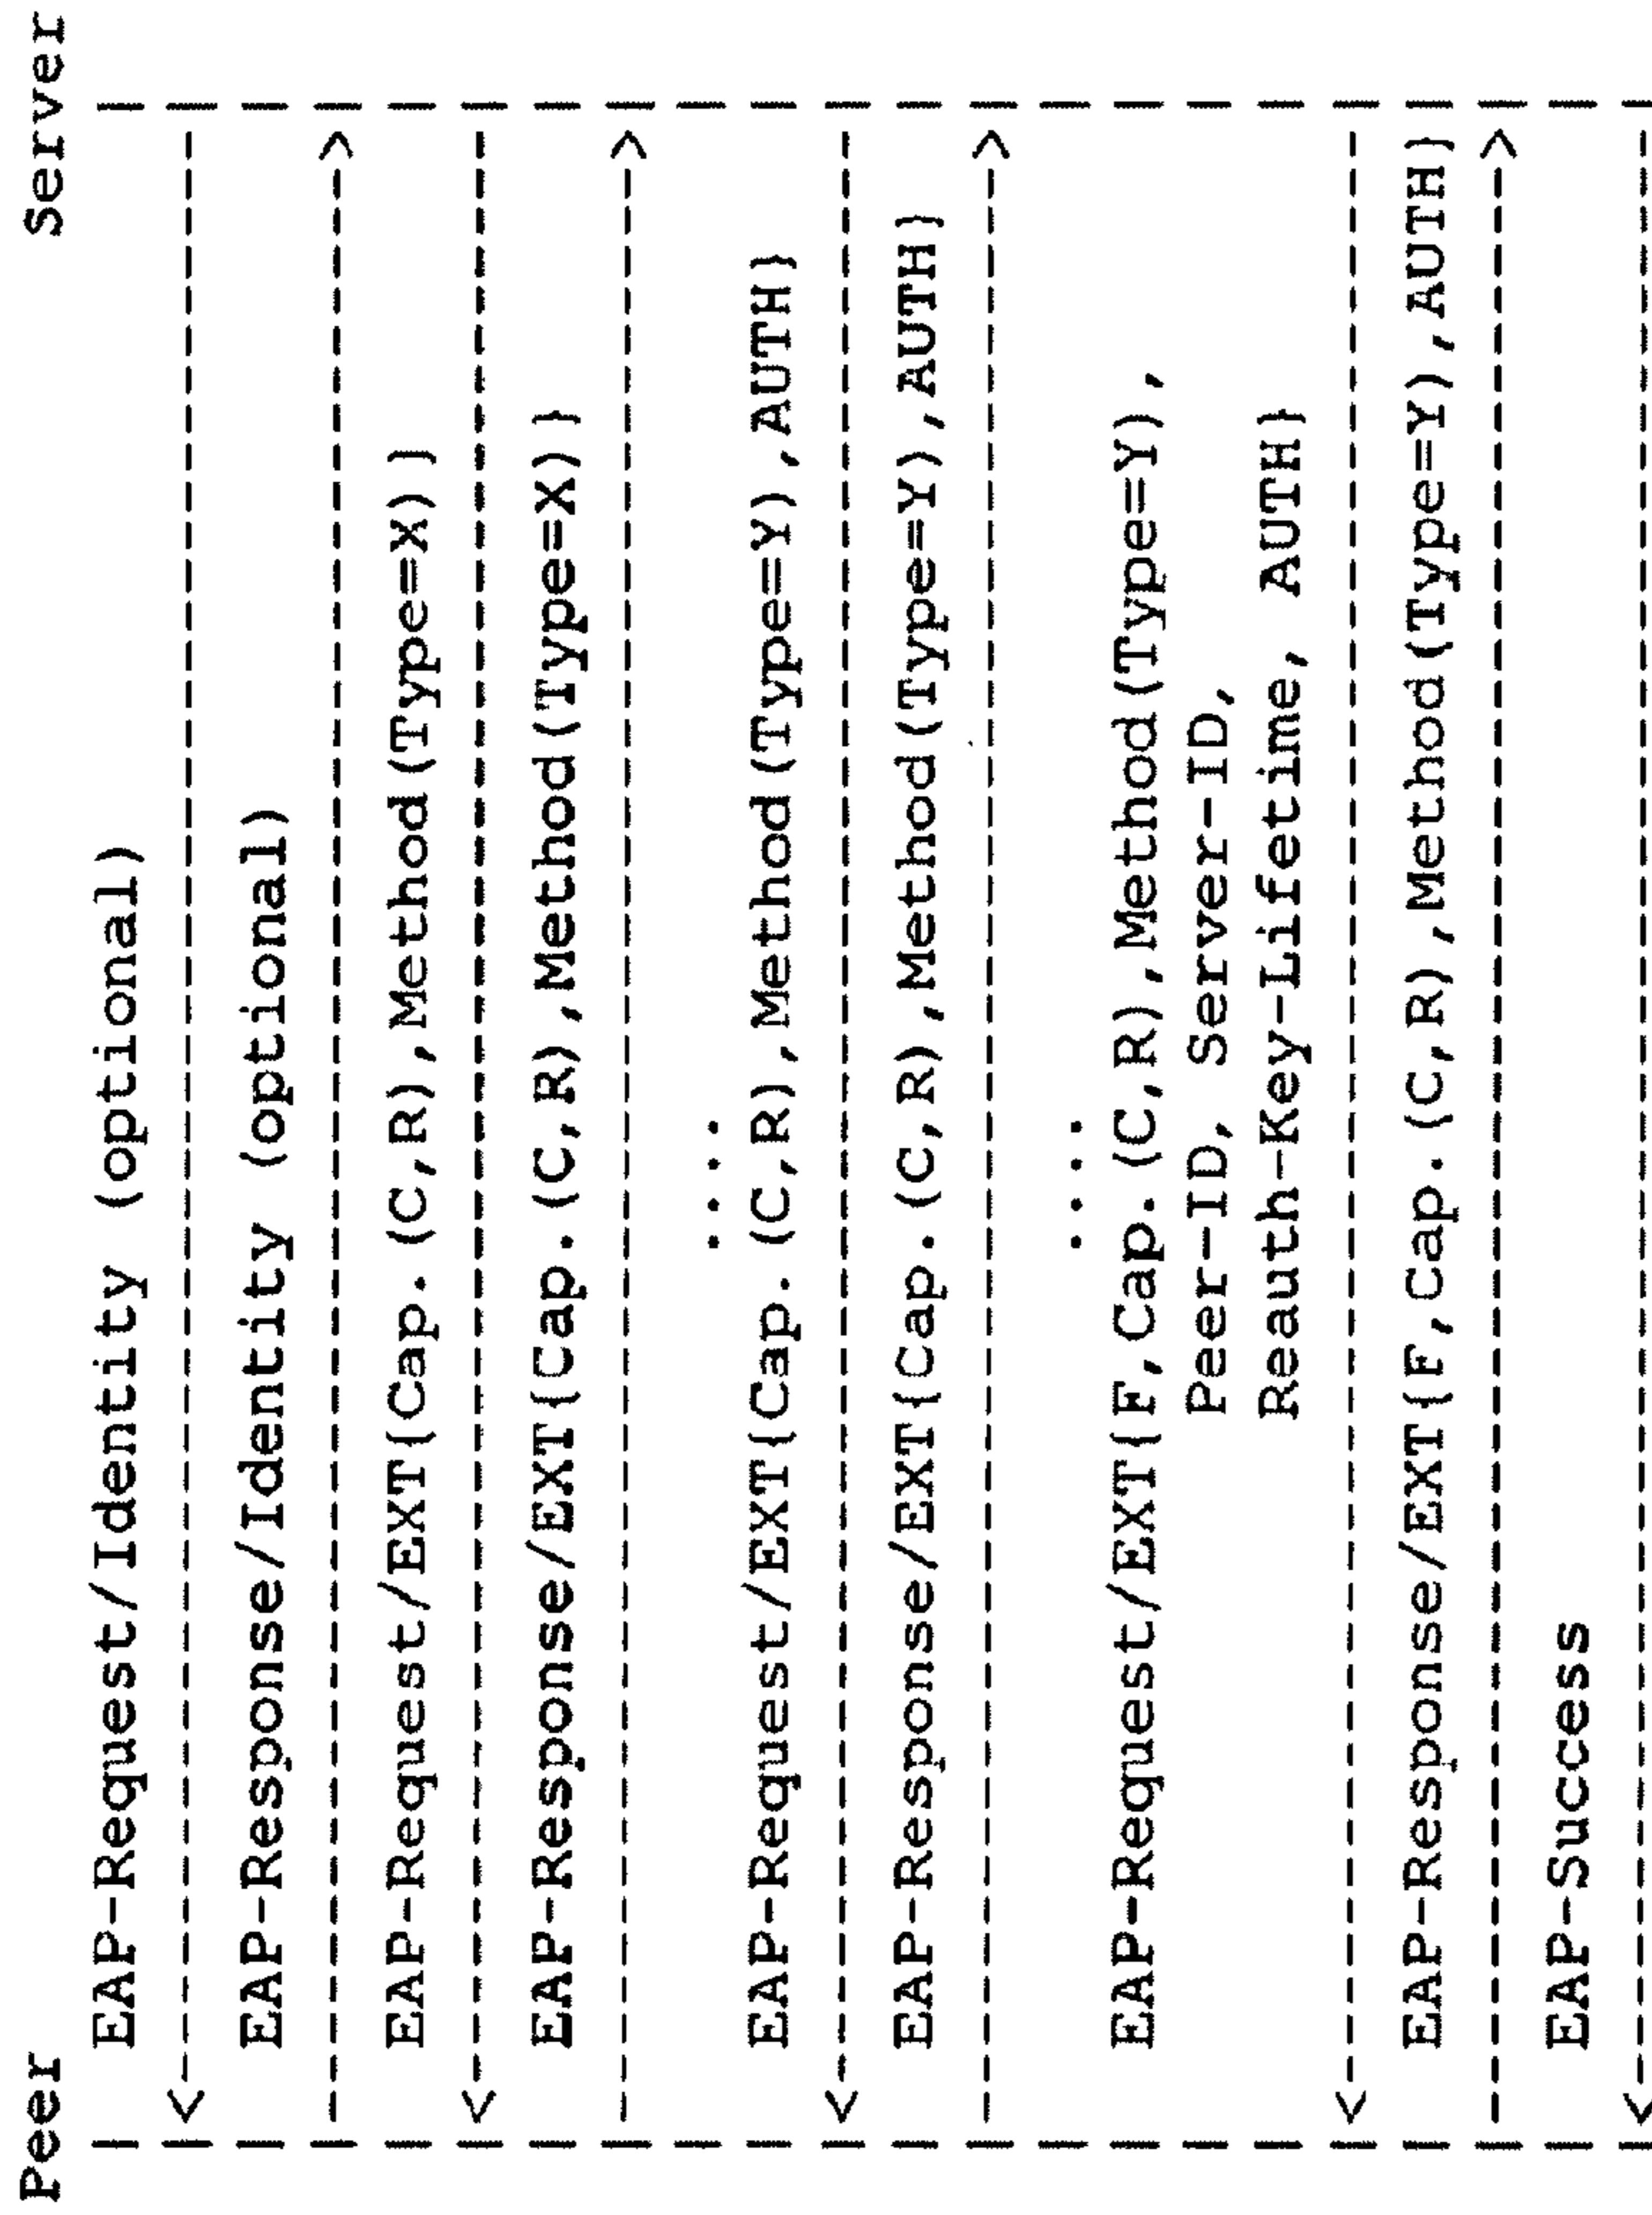 Peer Server
| EAP-Request/Identity (optional) |
|<---------------------------------------------------------|
| EAP-Response/Identity (optional) |
|--------------------------------------------------------->|
| EAP-Request/EXT{Cap.(C,R),Method(Type=X)} |
|<---------------------------------------------------------|
| EAP-Response/EXT{Cap.(C,R),Method(Type=X)} |
|--------------------------------------------------------->|
| .... |
| EAP-Request/EXT{Cap.(C,R),Method(Type=Y),AUTH} |
|<---------------------------------------------------------|
| EAP-Response/EXT{Cap.(C,R),Method(Type=Y),AUTH} |
|--------------------------------------------------------->|
| .... |
| EAP-Request/EXT{F,Cap.(C,R),Method(Type=Y), |
| Peer-ID, Server-ID, |
| Reauth-Key-Lifetime, AUTH} |
|<---------------------------------------------------------|
| EAP-Response/EXT{F,Cap.(C,R),Method(Type=Y),AUTH}|
|--------------------------------------------------------->|
| EAP-Success |
|<---------------------------------------------------------|